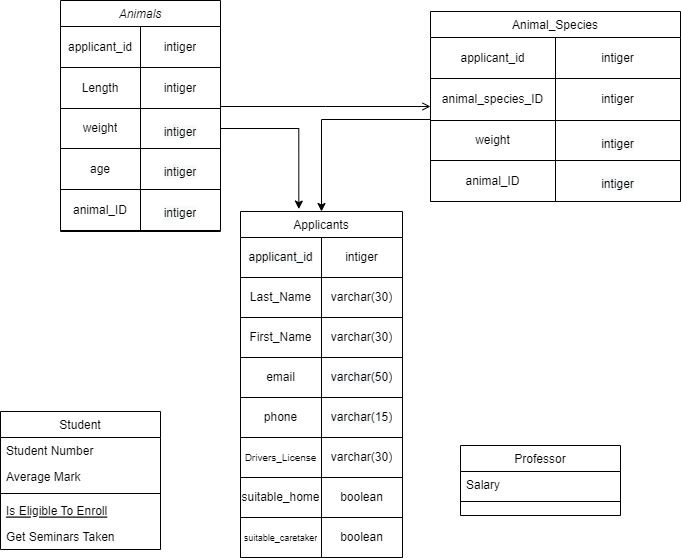 Animals
applicant_id intiger
Length intiger
weight intiger
age intiger
animal_ID intiger
Animal_Species
applicant_id intiger
animal_species_ID intiger
weight intiger
animal_ID intiger
Applicants
applicant_id intiger
Last_Name varchar(30)
First_Name varchar(30)
email varchar(50)
phone varchar(15)
Drivers_License varchar(30)
suitable_home boolean
suitable_caretaker boolean
Student
Student Number
Average Mark
Is Eligible To Enroll
Get Seminars Taken
Professor
Salary